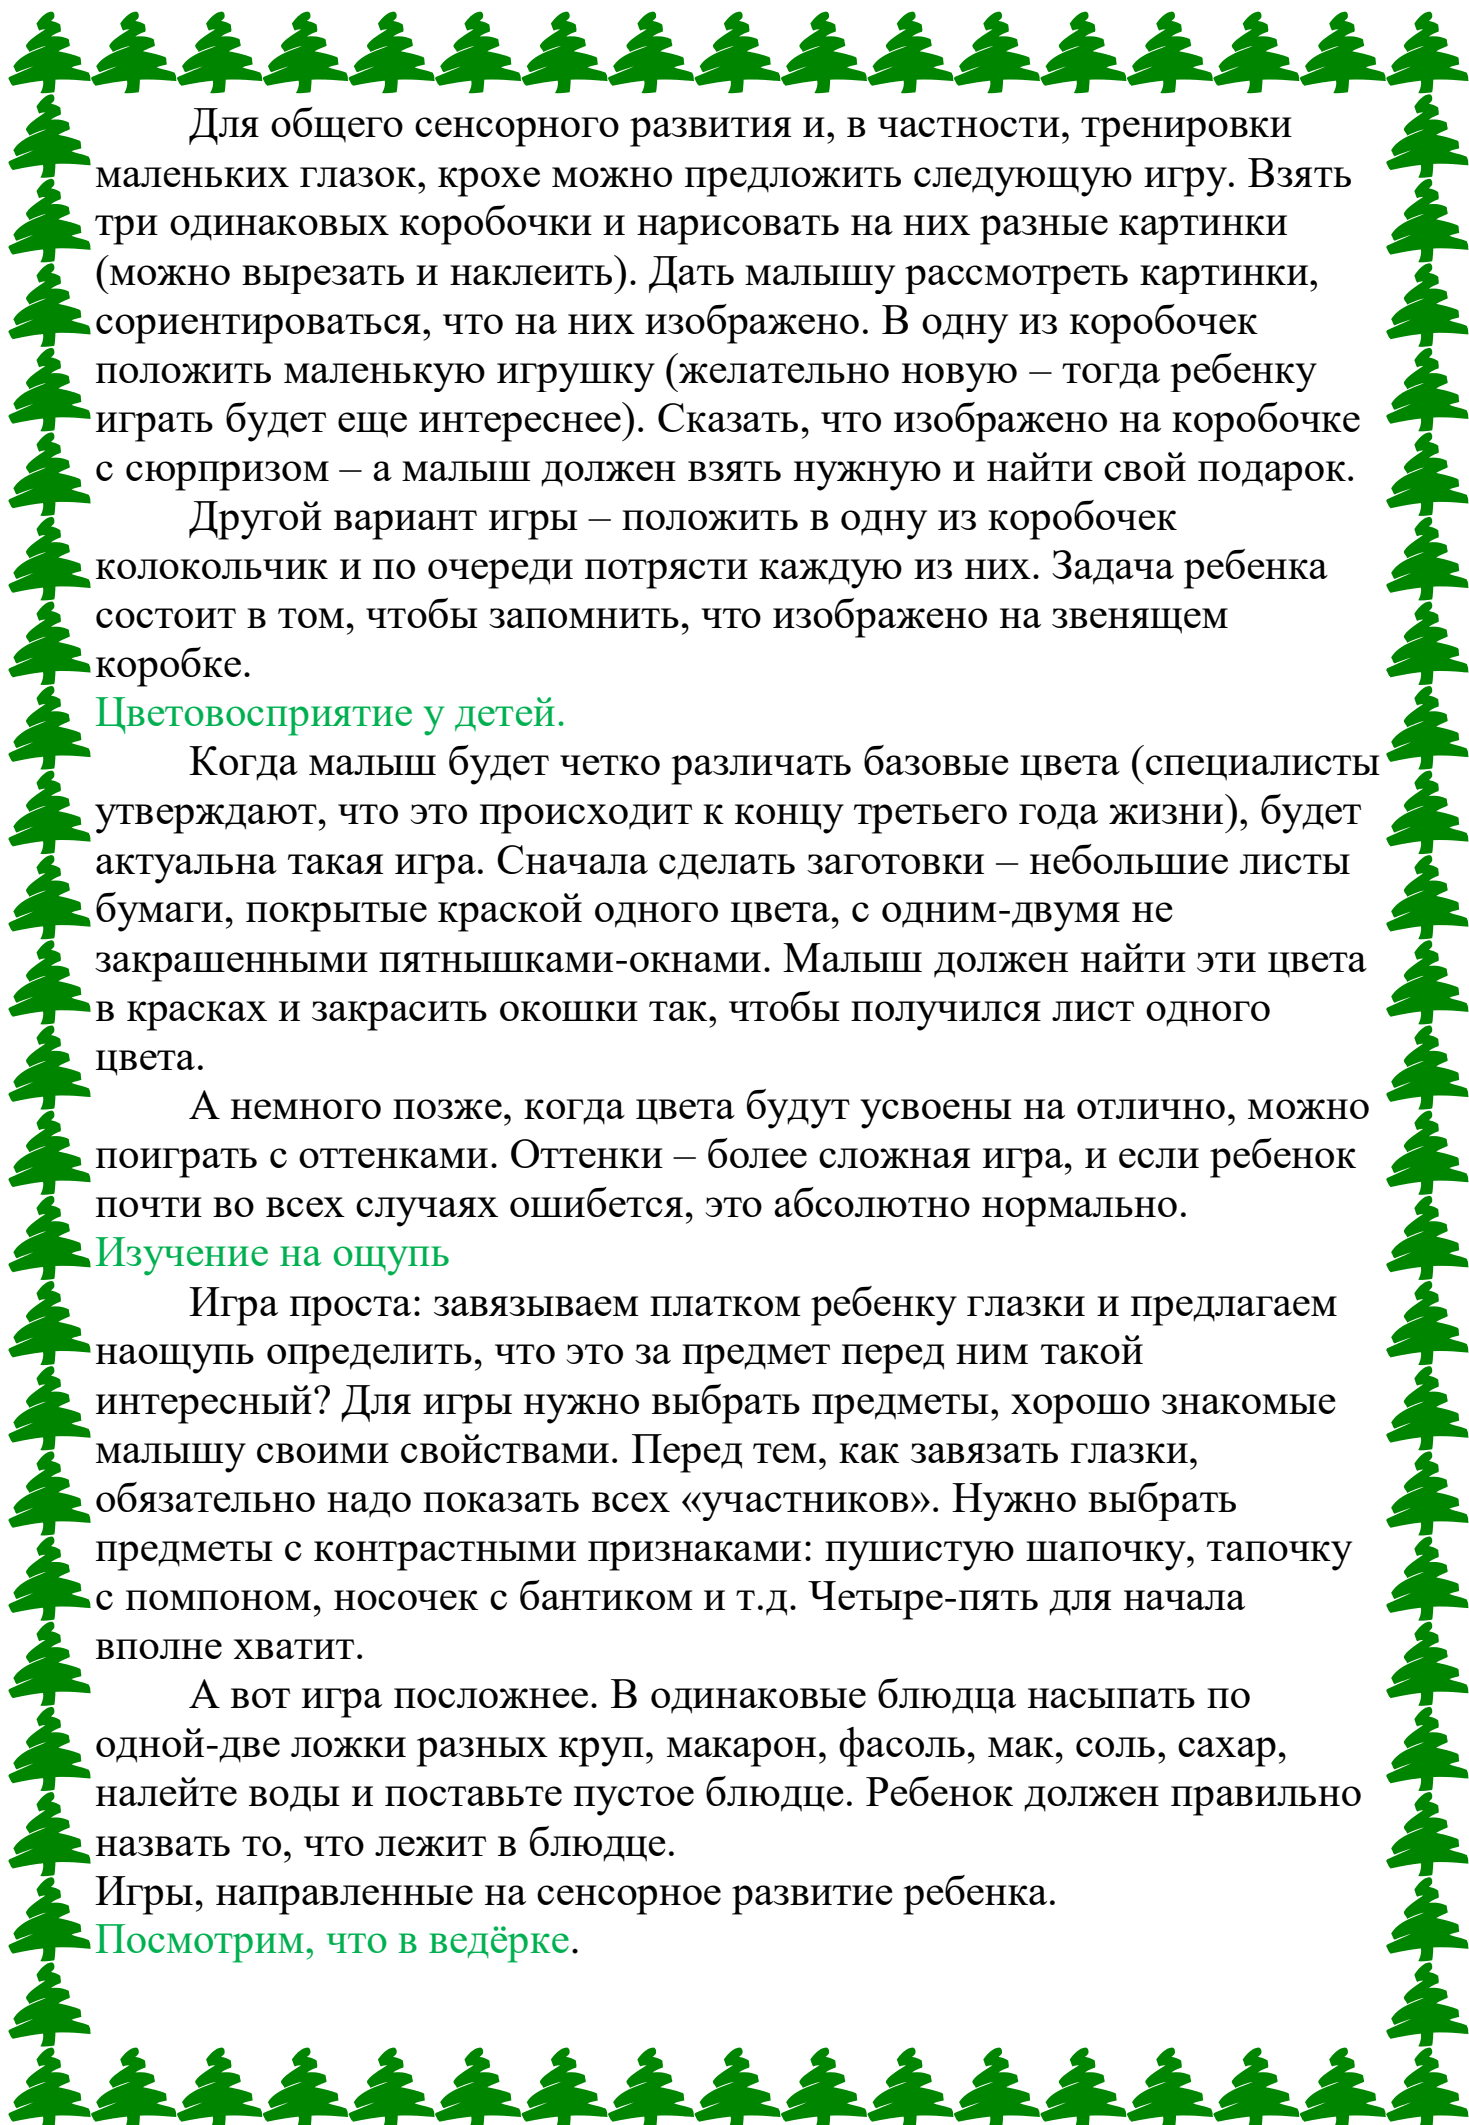 Для общего сенсорного развития и, в частности, тренировки
маленьких глазок, крохе можно предложить следующую игру. Взять
три одинаковых коробочки и нарисовать на них разные картинки
(можно вырезать и наклеить). Дать малышу рассмотреть картинки,
сориентироваться, что на них изображено. В одну из коробочек
положить маленькую игрушку (желательно новую – тогда ребенку
играть будет еще интереснее). Сказать, что изображено на коробочке
с сюрпризом – а малыш должен взять нужную и найти свой подарок.
Другой вариант игры – положить в одну из коробочек
колокольчик и по очереди потрясти каждую из них. Задача ребенка
состоит в том, чтобы запомнить, что изображено на звенящем
коробке.
Цветовосприятие у детей.
Когда малыш будет четко различать базовые цвета (специалисты
утверждают, что это происходит к концу третьего года жизни), будет
актуальна такая игра. Сначала сделать заготовки – небольшие листы
бумаги, покрытые краской одного цвета, с одним-двумя не
закрашенными пятнышками-окнами. Малыш должен найти эти цвета
в красках и закрасить окошки так, чтобы получился лист одного
цвета.
А немного позже, когда цвета будут усвоены на отлично, можно
поиграть с оттенками. Оттенки – более сложная игра, и если ребенок
почти во всех случаях ошибется, это абсолютно нормально.
Изучение на ощупь
Игра проста: завязываем платком ребенку глазки и предлагаем
наощупь определить, что это за предмет перед ним такой
интересный? Для игры нужно выбрать предметы, хорошо знакомые
малышу своими свойствами. Перед тем, как завязать глазки,
обязательно надо показать всех «участников». Нужно выбрать
предметы с контрастными признаками: пушистую шапочку, тапочку
с помпоном, носочек с бантиком и т.д. Четыре-пять для начала
вполне хватит.
А вот игра посложнее. В одинаковые блюдца насыпать по
одной-две ложки разных круп, макарон, фасоль, мак, соль, сахар,
налейте воды и поставьте пустое блюдце. Ребенок должен правильно
назвать то, что лежит в блюдце.
Игры, направленные на сенсорное развитие ребенка.
Посмотрим, что в ведёрке.